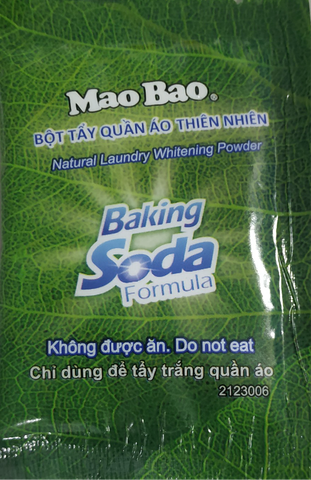 Mao Bao®
BỘT TẨY QUẦN ÁO THIÊN NHIÊN
Natural Laundry Whitening Powder
Baking
Soda
Formula
Không được ăn. Do not eat
Chỉ dùng để tẩy trắng quần áo
2123006